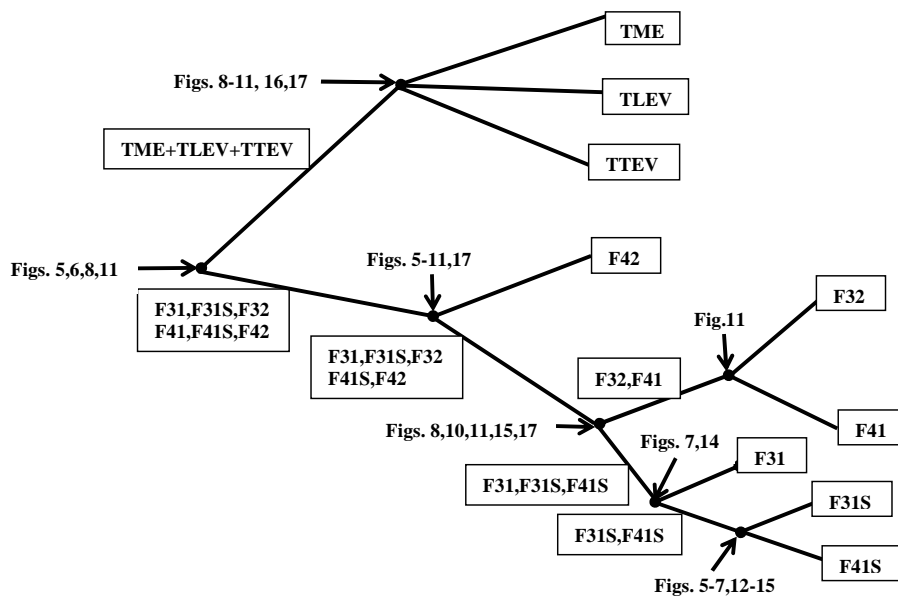 TME
Figs. 8-11, 16,17
TLEV
TME+TLEV+TTEV
TTEV
Figs. 5-11,17
F42
Figs. 5,6,8,11
F32
F31,F31S,F32
F41,F41S,F42
Fig.11
F31,F31S,F32
F41S,F42
F32,F41
Figs. 8,10,11,15,17
F41
Figs. 7,14
F31
F31,F31S,F41S
F31S
F31S,F41S
F41S
Figs. 5-7,12-15